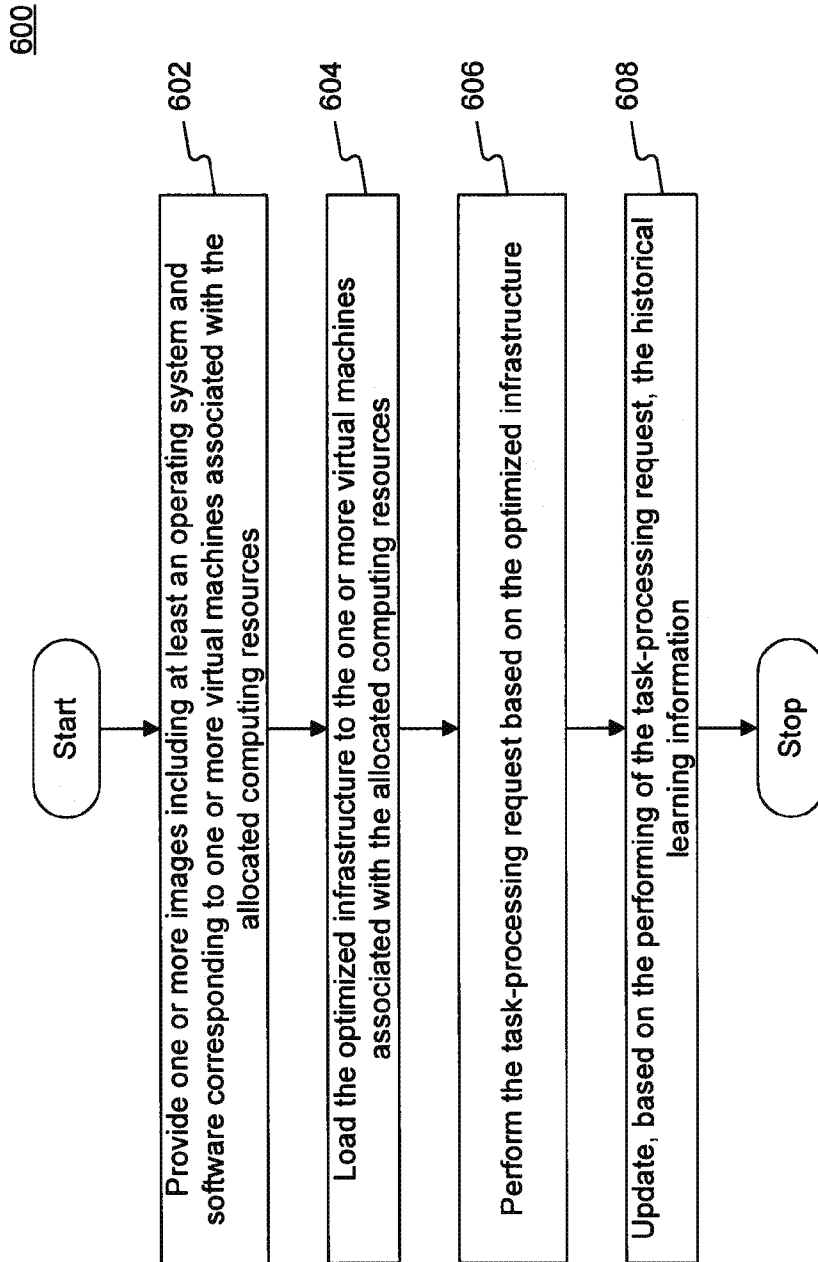 600
Start
Provide one or more images including at least an operating system and
software corresponding to one or more virtual machines associated with the
allocated computing resources
602
Load the optimized infrastructure to the one or more virtual machines
associated with the allocated computing resources
604
Perform the task-processing request based on the optimized infrastructure
606
Update, based on the performing of the task-processing request, the historical
learning information
608
Stop